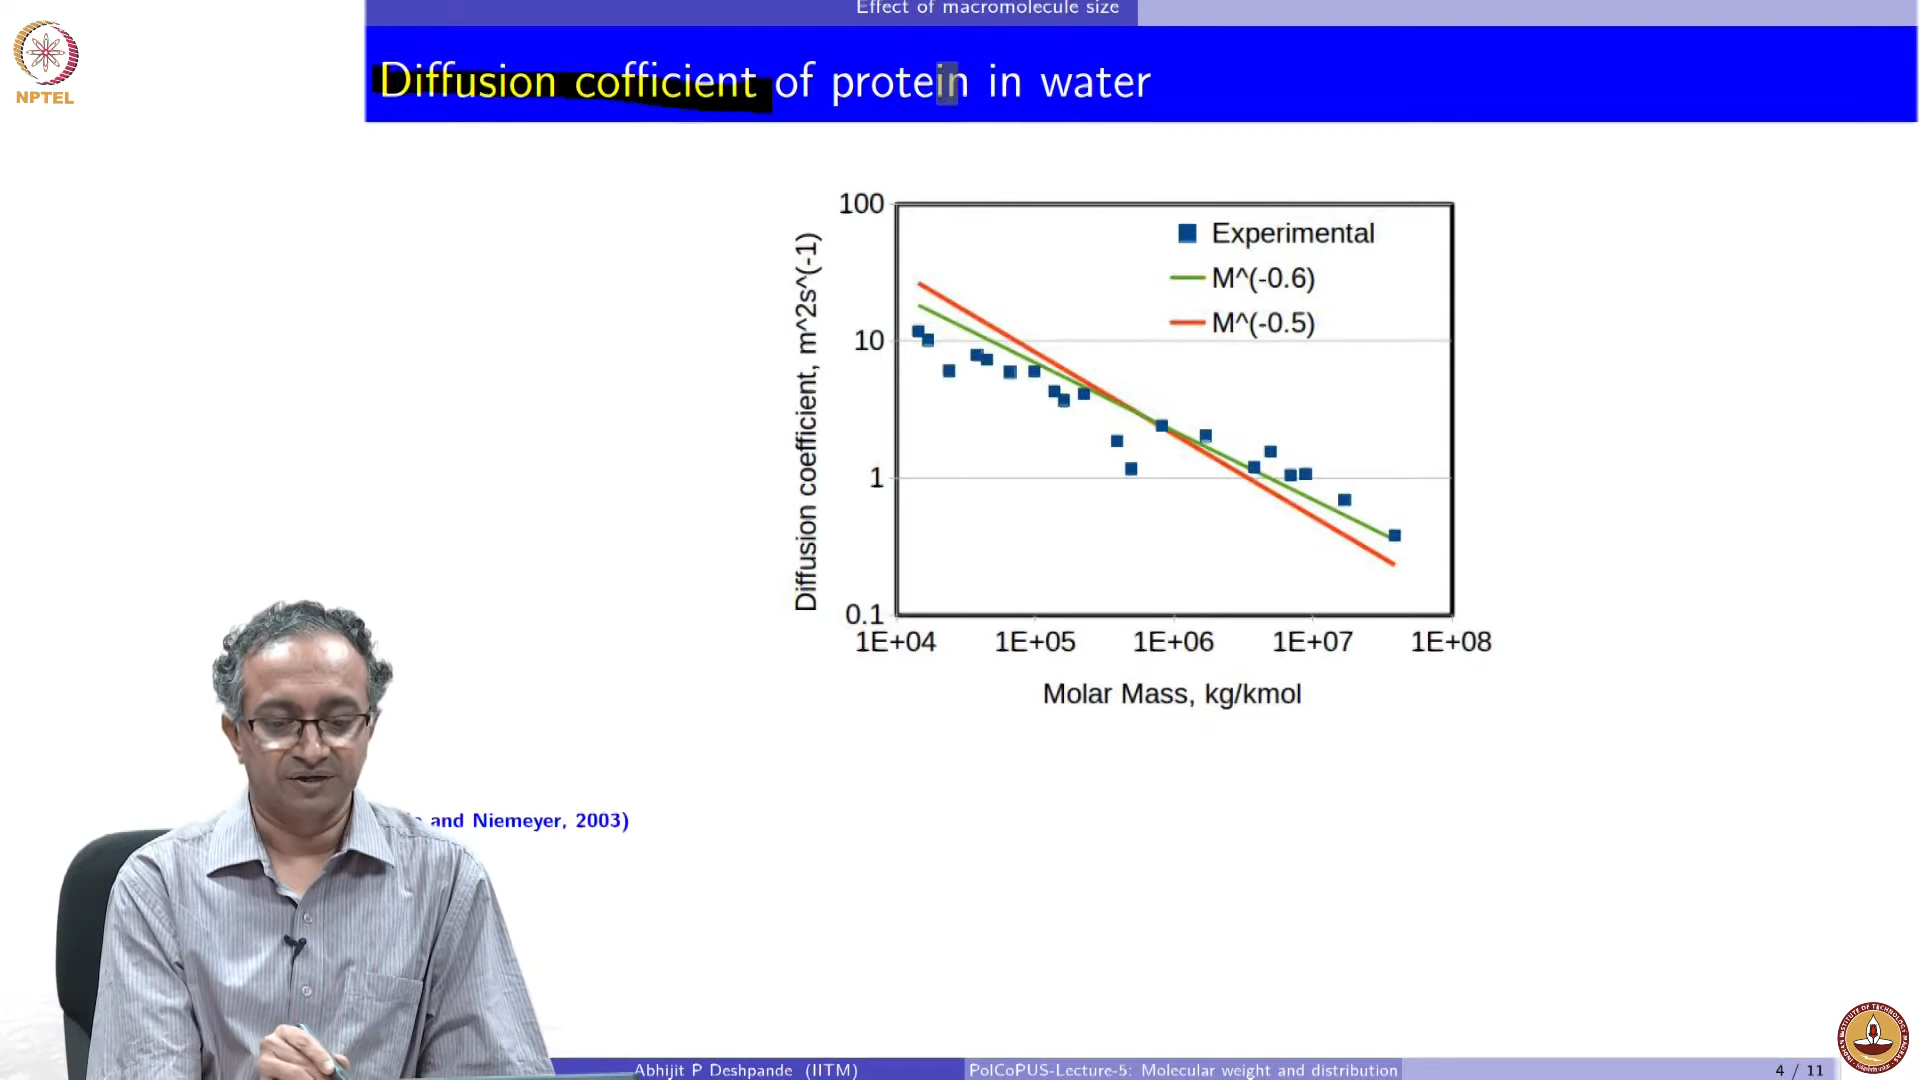 Effect of macromolecule size
Diffusion cofficient of protein in water
NPTEL
100
10
1
0.1
Diffusion coefficient, m^2s^(-1)
Experimental
M^(-0.6)
M^(-0.5)
1E+04 1E+05 1E+06 1E+07 1E+08
Molar Mass, kg/kmol
and Niemeyer, 2003)
Abhijit P Deshpande (IITM) PolCoPUS-Lecture-5: Molecular weight and distribution 4 / 11